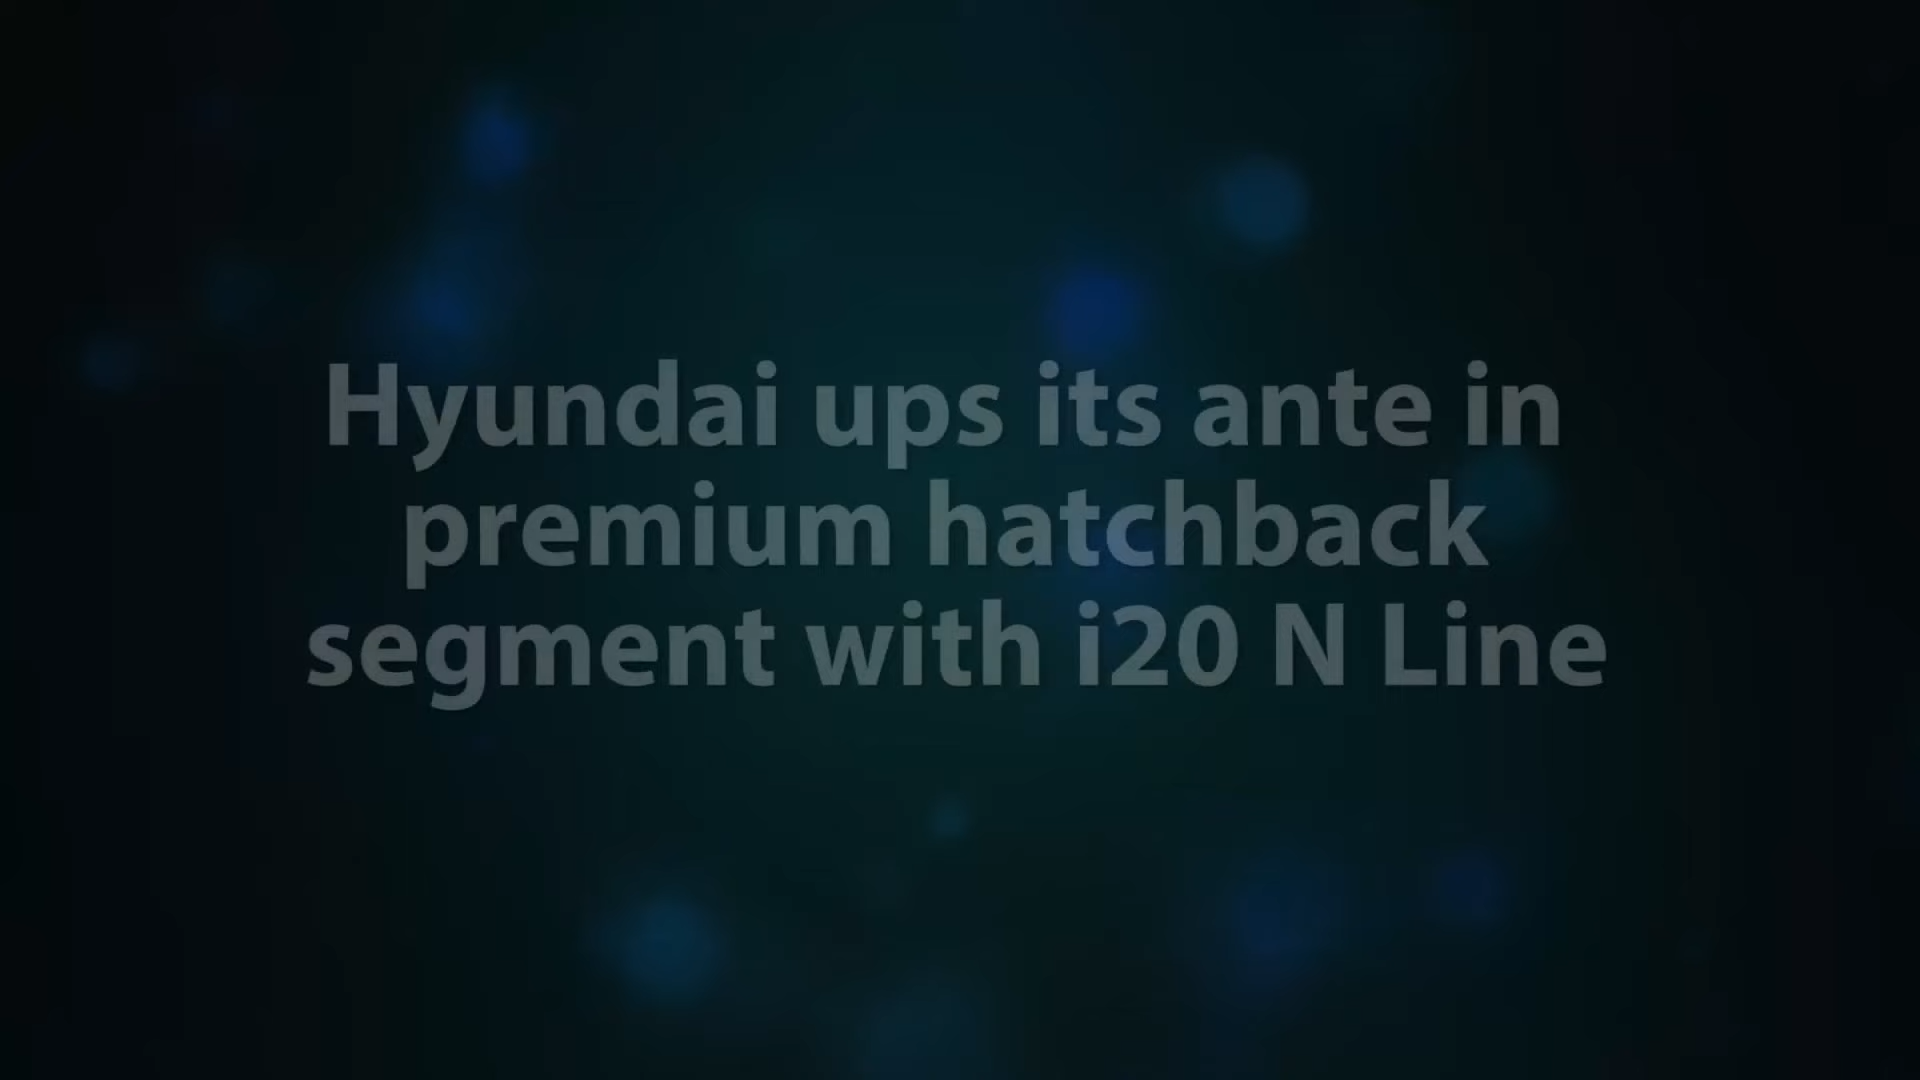 Hyundai ups its ante in
premium hatchback
segment with i20 N Line